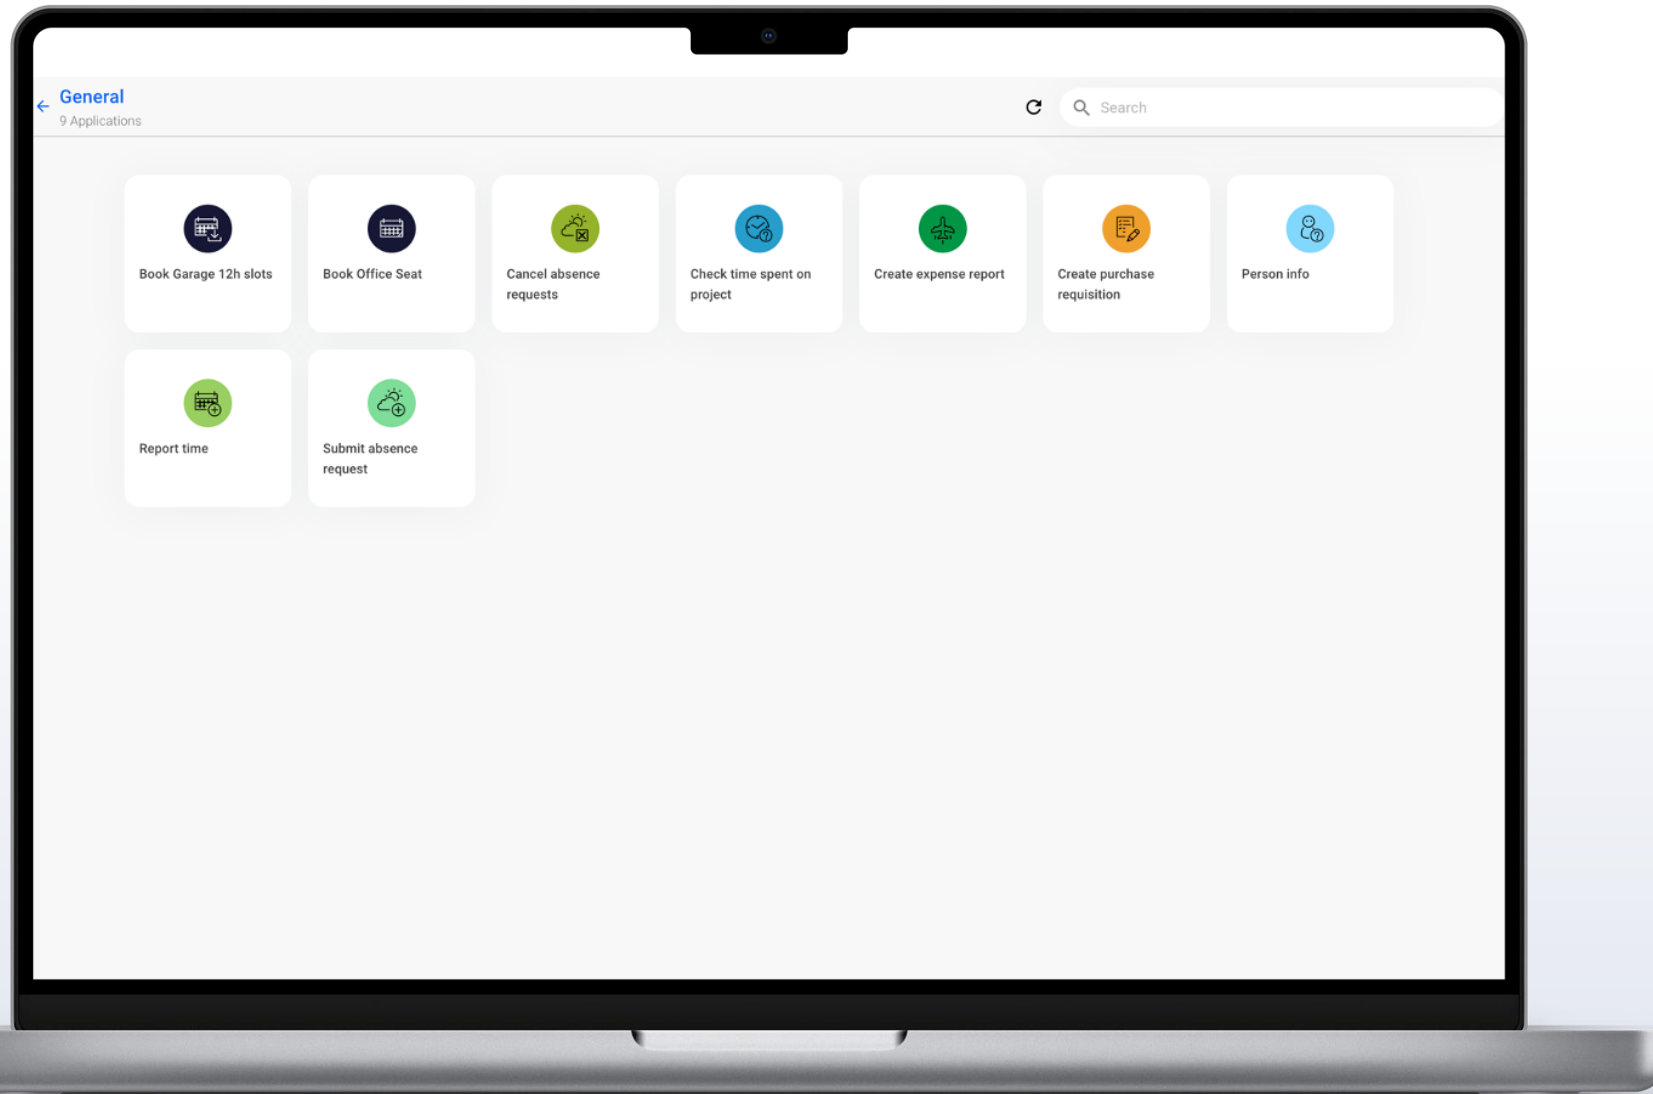 General
9 Applications
Search
Book Garage 12h slots
Book Office Seat
Cancel absence
requests
Check time spent on
project
Create expense report
Create purchase
requisition
Person info
Report time
Submit absence
request